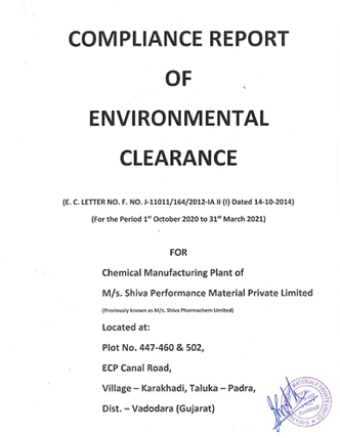 COMPLIANCE REPORT
OF
ENVIRONMENTAL
CLEARANCE
(E. C. LETTER NO. F. NO. J-11011/164/2012-IA II (I) Dated 14-10-2014)
(For the Period 1st October 2020 to 31st March 2021)
FOR
Chemical Manufacturing Plant of
M/s. Shiva Performance Material Private Limited
(Previously known as M/s. Shiva Pharmachem Limited)
Located at:
Plot No. 447-460 & 502,
ECP Canal Road,
Village – Karakhadi, Taluka – Padra,
Dist. – Vadodara (Gujarat)